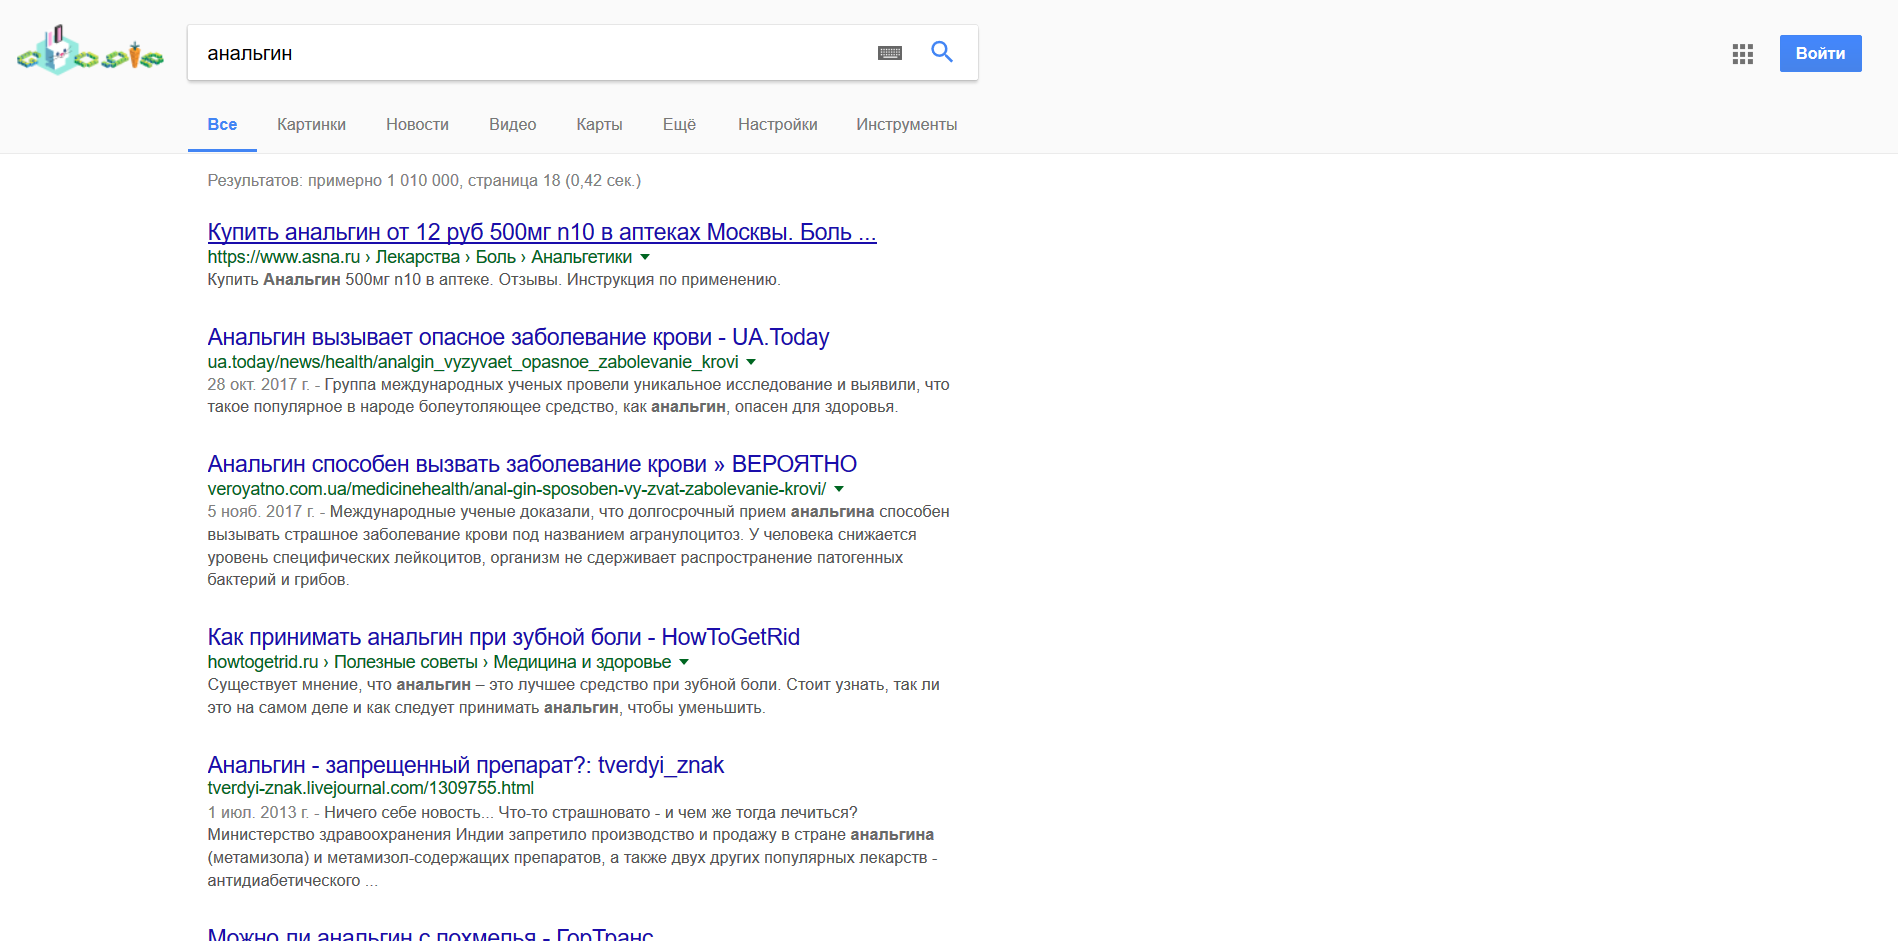 анальгин
Войти
Все Картинки Новости Видео Карты Ещё Настройки Инструменты
Результатов: примерно 1 010 000, страница 18 (0,42 сек.)
Купить анальгин от 12 руб 500мг n10 в аптеках Москвы. Боль ...
https://www.asna.ru › Лекарства › Боль › Анальгетики
Купить Анальгин 500мг n10 в аптеке. Отзывы. Инструкция по применению.
Анальгин вызывает опасное заболевание крови - UA.Today
ua.today/news/health/analgin_vyzyvaet_opasnoe_zabolevanie_krovi
28 окт. 2017 г. - Группа международных ученых провели уникальное исследование и выявили, что
такое популярное в народе болеутоляющее средство, как анальгин, опасен для здоровья.
Анальгин способен вызвать заболевание крови » ВЕРОЯТНО
veroyatno.com.ua/medicinehealth/anal-gin-sposoben-vy-zvat-zabolevanie-krovi/
5 нояб. 2017 г. - Международные ученые доказали, что долгосрочный прием анальгина способен
вызывать страшное заболевание крови под названием агранулоцитоз. У человека снижается
уровень специфических лейкоцитов, организм не сдерживает распространение патогенных
бактерий и грибов.
Как принимать анальгин при зубной боли - HowToGetRid
howtogetrid.ru › Полезные советы › Медицина и здоровье
Существует мнение, что анальгин – это лучшее средство при зубной боли. Стоит узнать, так ли
это на самом деле и как следует принимать анальгин, чтобы уменьшить.
Анальгин - запрещенный препарат?: tverdyi_znak
tverdyi-znak.livejournal.com/1309755.html
1 июл. 2013 г. - Ничего себе новость... Что-то страшновато - и чем же тогда лечиться?
Министерство здравоохранения Индии запретило производство и продажу в стране анальгина
(метамизола) и метамизол-содержащих препаратов, а также двух других популярных лекарств -
антидиабетического ...
Можно ли анальгин с похмелья - ГорТранс